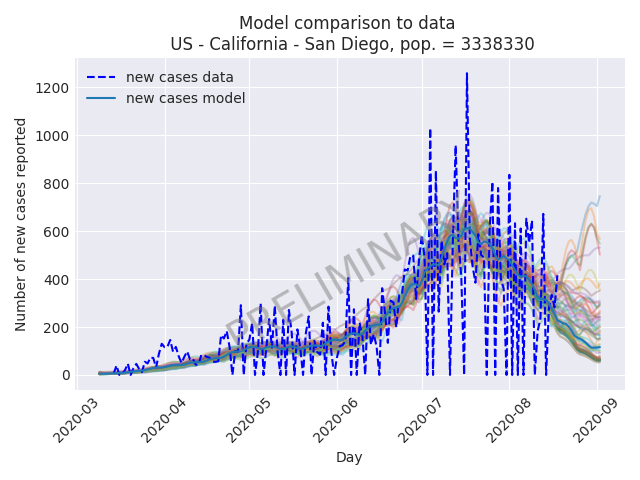 Model comparison to data
US - California - San Diego, pop. = 3338330
new cases data
new cases model
PRELIMINARY
Number of new cases reported
1200
1000
800
600
400
200
0
2020-03
2020-04
2020-05
2020-06
2020-07
2020-08
2020-09
Day